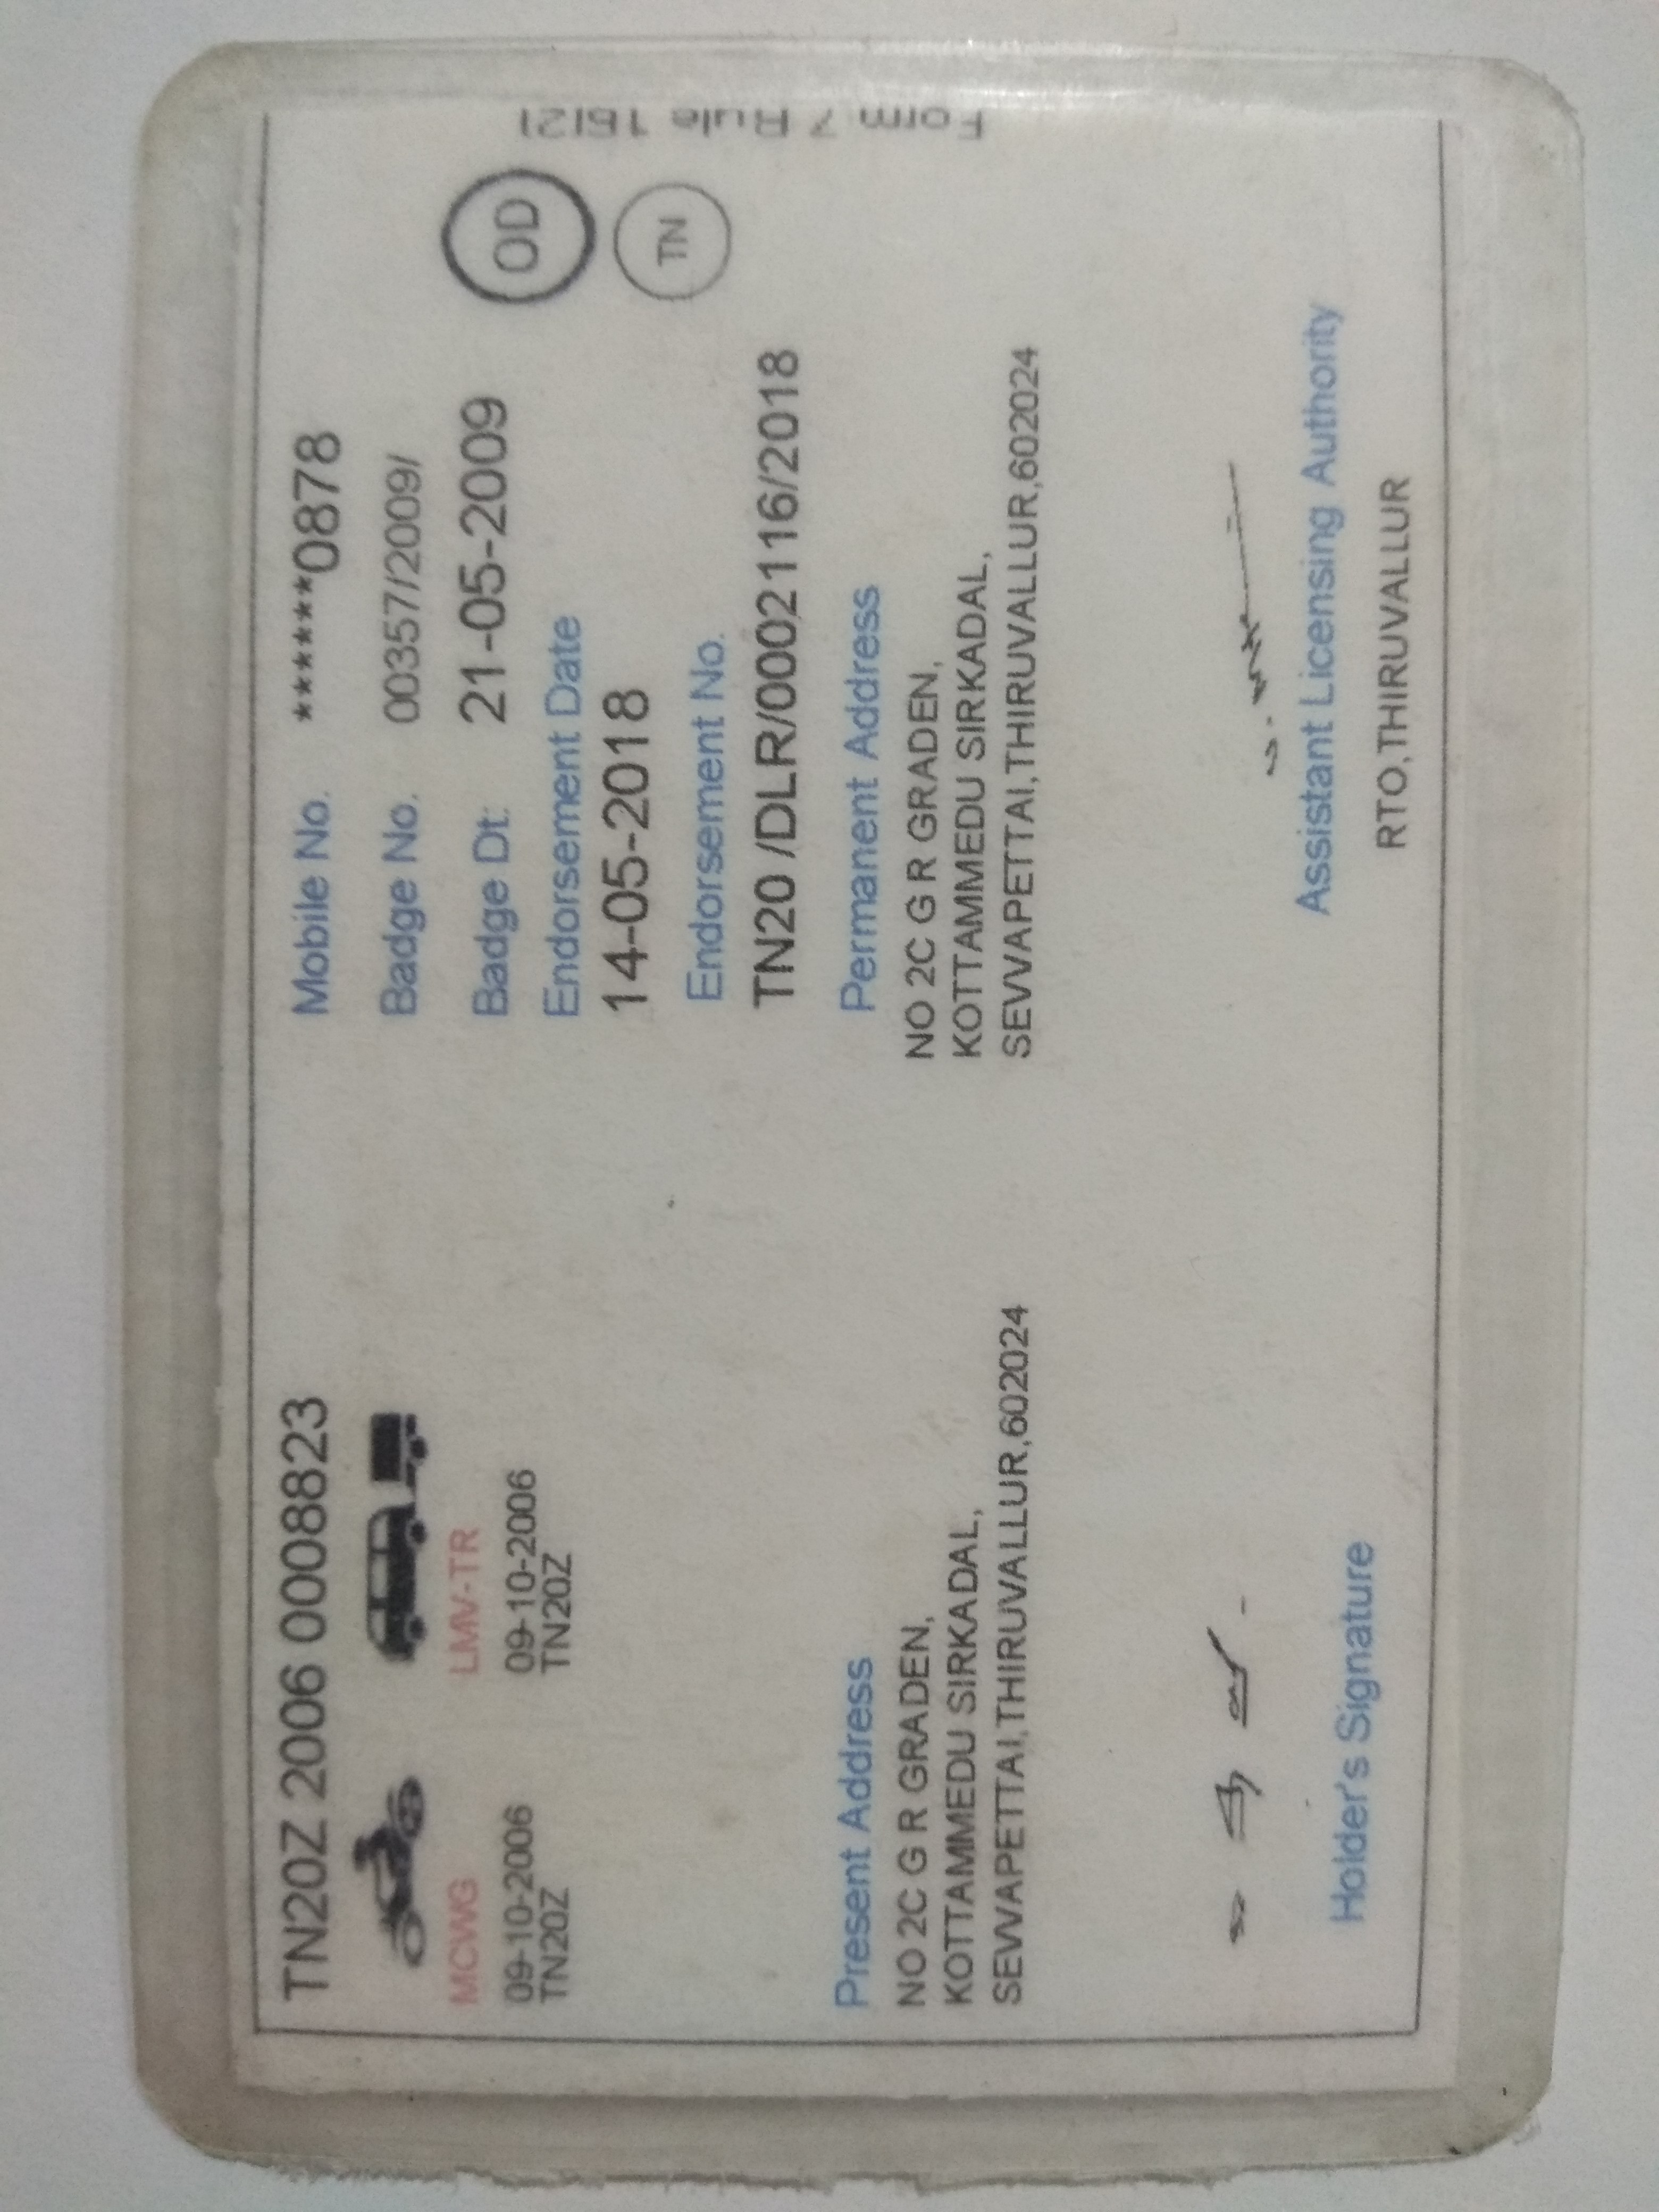 TN20Z 2006 0008823
MCWG
09-10-2006
TN20Z
LMV-TR
09-10-2006
TN20Z
Present Address
NO 2C G R GRADEN,
KOTTAMMEDU SIRKADAL,
SEVVAPETTAI,THIRUVALLUR,602024
Holder's Signature
Mobile No. ******0878
Badge No. 00357/2009/
Badge Dt: 21-05-2009
Endorsement Date
14-05-2018
Endorsement No.
TN20 /DLR/0002116/2018
Permanent Address
NO 2C G R GRADEN,
KOTTAMMEDU SIRKADAL,
SEVVAPETTAI,THIRUVALLUR,602024
Assistant Licensing Authority
RTO,THIRUVALLUR
OD
TN
Form 7 Rule 16(2)